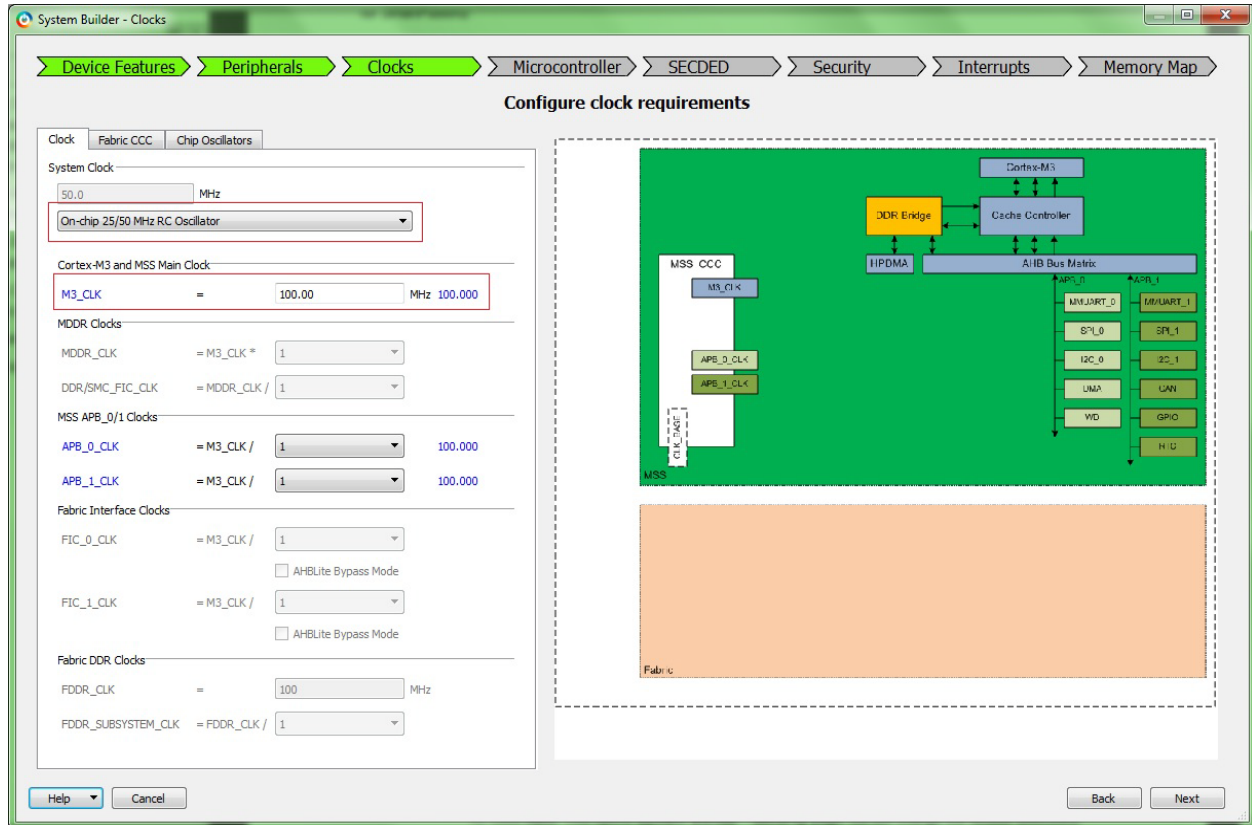 System Builder - Clocks
Device Features Peripherals Clocks Microcontroller SECDED Security Interrupts Memory Map
Configure clock requirements
Clock Fabric CCC Chip Oscillators
System Clock
50.0 MHz
On-chip 25/50 MHz RC Oscillator
Cortex-M3 and MSS Main Clock
M3_CLK = 100.00 MHz 100.000
MDDR Clocks
MDDR_CLK = M3_CLK * 1
DDR/SMC_FIC_CLK = MDDR_CLK / 1
MSS APB_0/1 Clocks
APB_0_CLK = M3_CLK / 1 100.000
APB_1_CLK = M3_CLK / 1 100.000
Fabric Interface Clocks
FIC_0_CLK = M3_CLK / 1
AHBLite Bypass Mode
FIC_1_CLK = M3_CLK / 1
AHBLite Bypass Mode
Fabric DDR Clocks
FDDR_CLK = 100 MHz
FDDR_SUBSYSTEM_CLK = FDDR_CLK / 1
Cortex-M3
DDR Bridge Cache Controller
MSS CCC HPDMA AHB Bus Matrix
M3_CLK APB_0 APB_1
MMUART_0 MMUART_1
SPI_0 SPI_1
APB_0_CLK I2C_0 I2C_1
APB_1_CLK DMA CAN
CLK_BASE WD GPIO
RTC
MSS
Fabric
Help Cancel Back Next